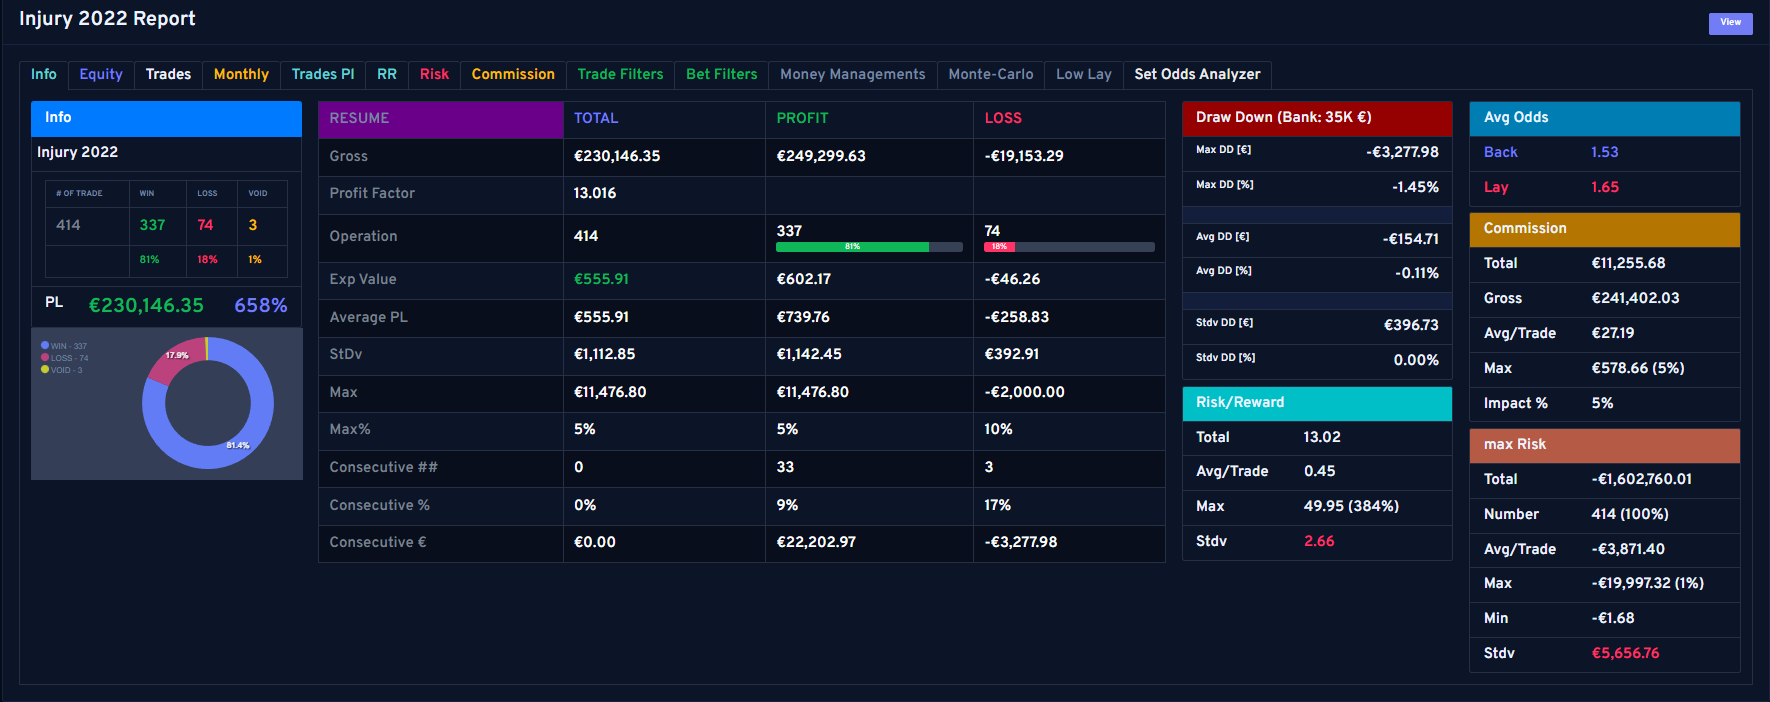 Injury 2022 Report
View
Info Equity Trades Monthly Trades Pl RR Risk Commission Trade Filters Bet Filters Money Managements Monte-Carlo Low Lay Set Odds Analyzer
Info
Injury 2022
# OF TRADE WIN LOSS VOID
414 337 74 3
81% 18% 1%
PL €230,146.35 658%
WIN - 337
LOSS - 74
VOID - 3
17.9%
81.4%
RESUME TOTAL PROFIT LOSS
Gross €230,146.35 €249,299.63 -€19,153.29
Profit Factor 13.016
Operation 414 337 81% 74 18%
Exp Value €555.91 €602.17 -€46.26
Average PL €555.91 €739.76 -€258.83
StDv €1,112.85 €1,142.45 €392.91
Max €11,476.80 €11,476.80 -€2,000.00
Max% 5% 5% 10%
Consecutive ## 0 33 3
Consecutive % 0% 9% 17%
Consecutive € €0.00 €22,202.97 -€3,277.98
Draw Down (Bank: 35K €)
Max DD [€] -€3,277.98
Max DD [%] -1.45%
Avg DD [€] -€154.71
Avg DD [%] -0.11%
Stdv DD [€] €396.73
Stdv DD [%] 0.00%
Risk/Reward
Total 13.02
Avg/Trade 0.45
Max 49.95 (384%)
Stdv 2.66
Avg Odds
Back 1.53
Lay 1.65
Commission
Total €11,255.68
Gross €241,402.03
Avg/Trade €27.19
Max €578.66 (5%)
Impact % 5%
max Risk
Total -€1,602,760.01
Number 414 (100%)
Avg/Trade -€3,871.40
Max -€19,997.32 (1%)
Min -€1.68
Stdv €5,656.76